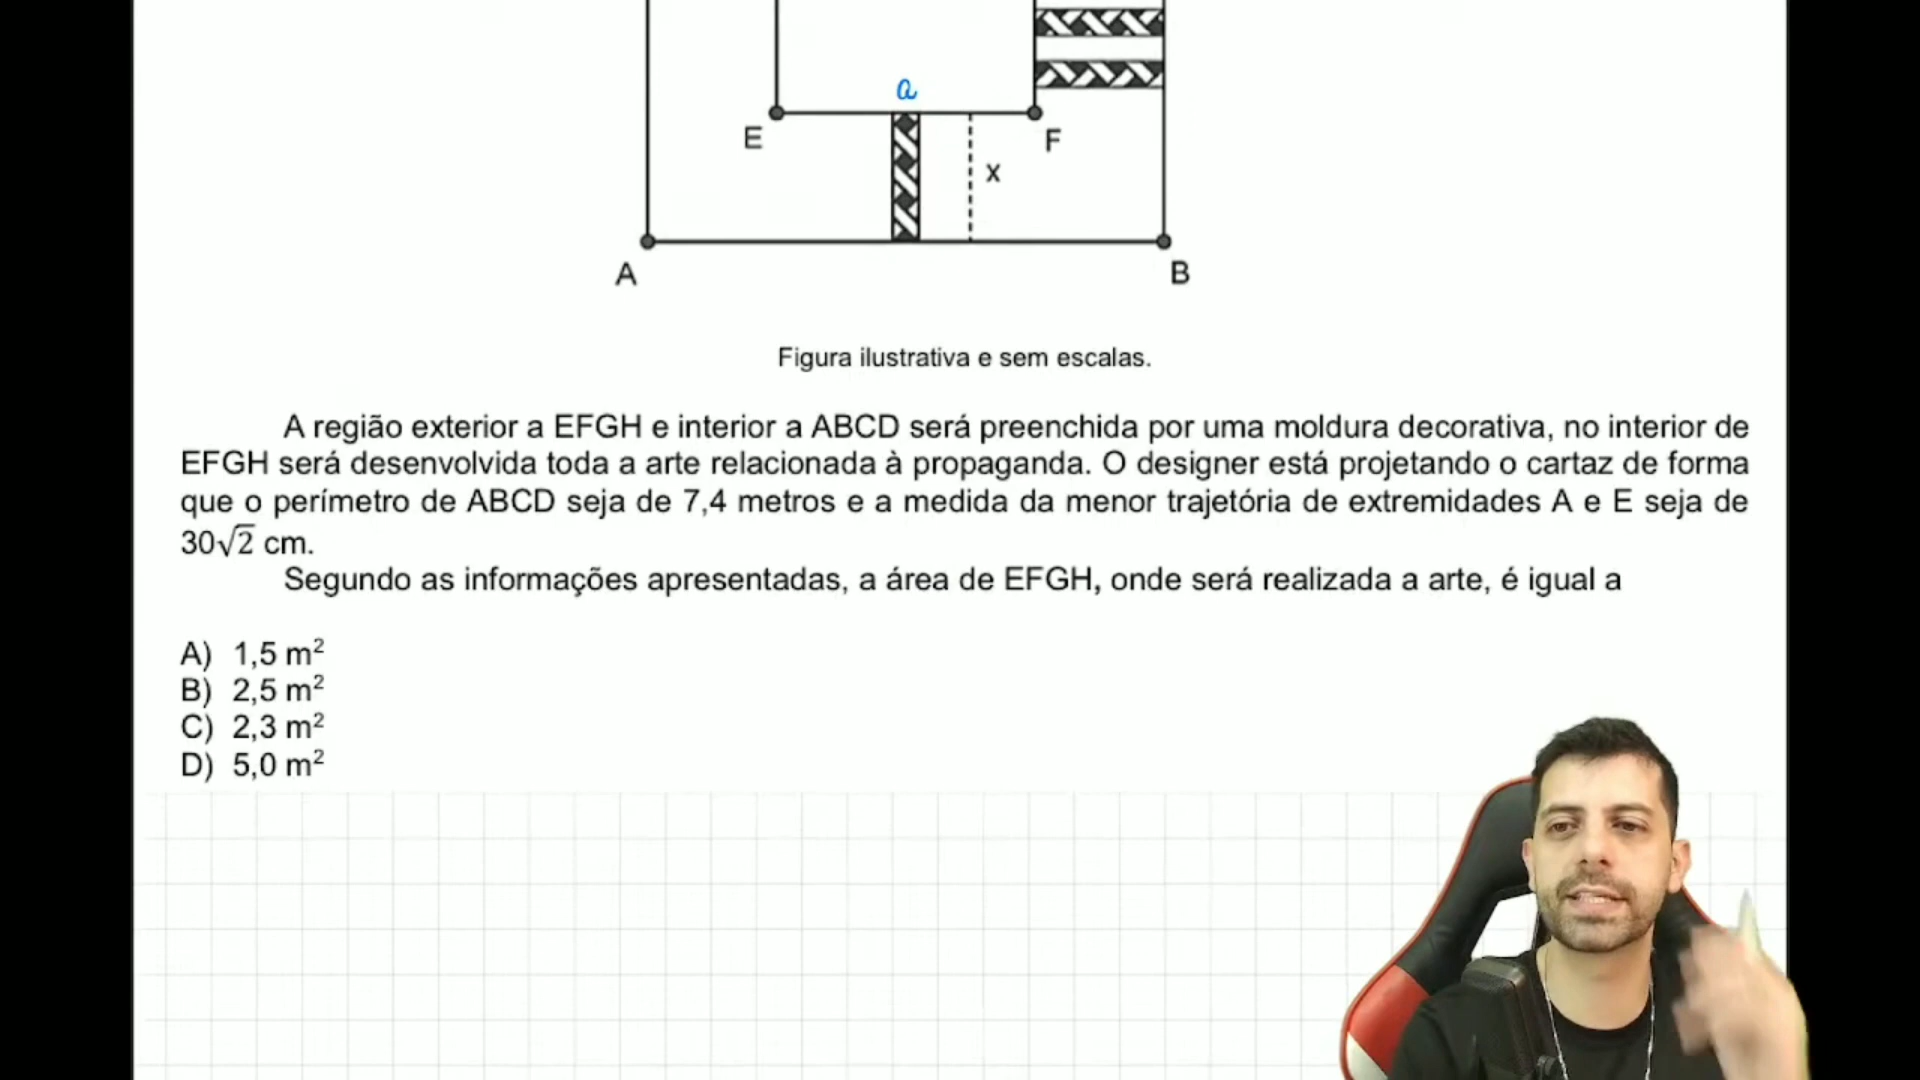 a
E
F
x
A
B
Figura ilustrativa e sem escalas.
A região exterior a EFGH e interior a ABCD será preenchida por uma moldura decorativa, no interior de
EFGH será desenvolvida toda a arte relacionada à propaganda. O designer está projetando o cartaz de forma
que o perímetro de ABCD seja de 7,4 metros e a medida da menor trajetória de extremidades A e E seja de
30√2 cm.
Segundo as informações apresentadas, a área de EFGH, onde será realizada a arte, é igual a
A) 1,5 m²
B) 2,5 m²
C) 2,3 m²
D) 5,0 m²